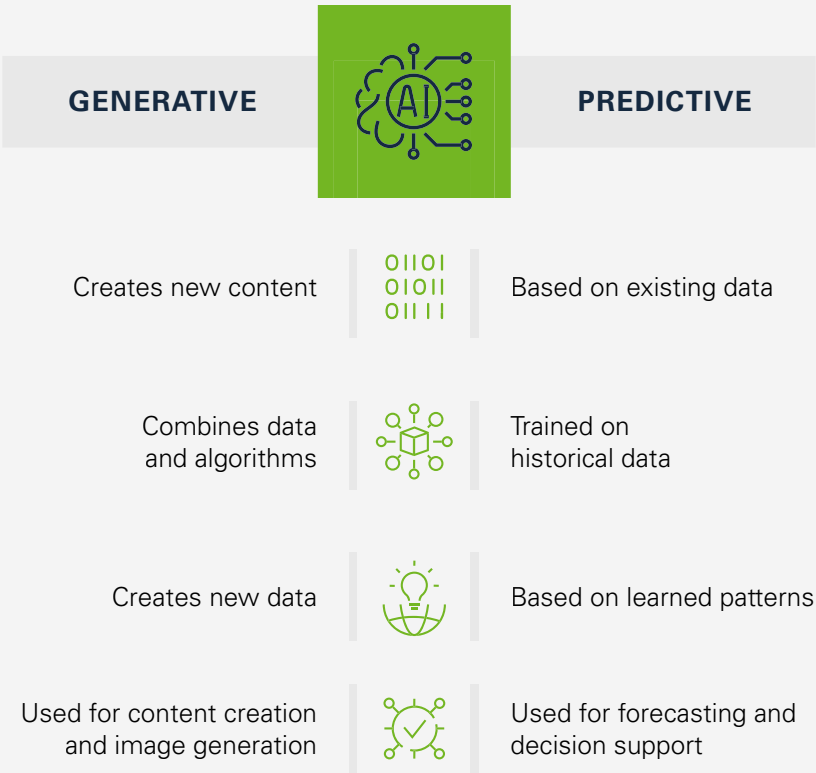 GENERATIVE
AI
PREDICTIVE
Creates new content
01101
01011
01111
Based on existing data
Combines data
and algorithms
Trained on
historical data
Creates new data
Based on learned patterns
Used for content creation
and image generation
Used for forecasting and
decision support